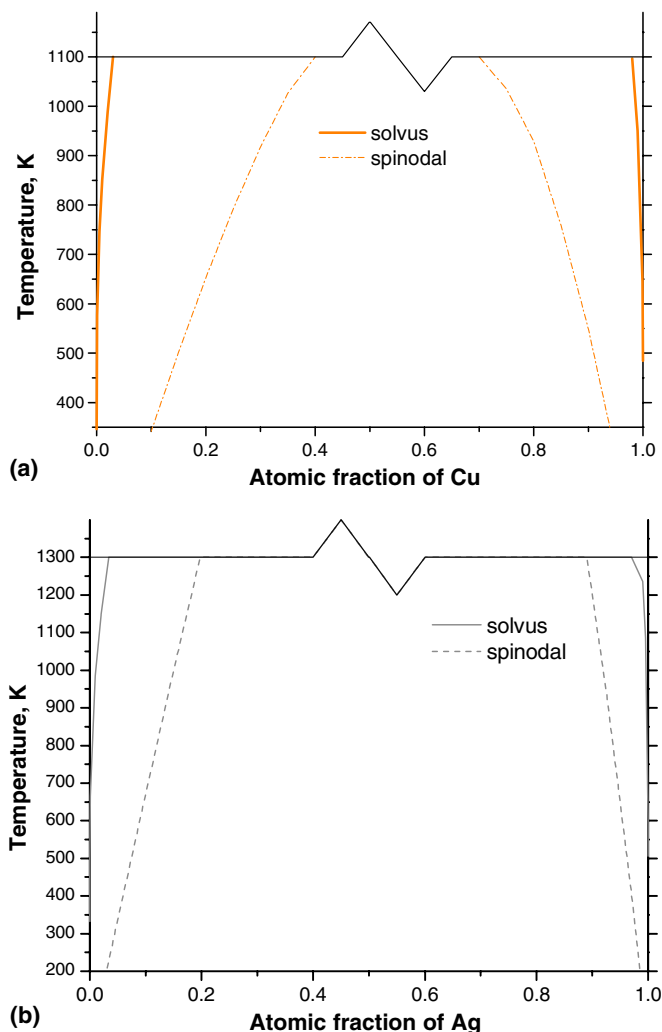 1100
1000
900
800
700
600
500
400
Temperature, K
solvus
spinodal
0.0 0.2 0.4 0.6 0.8 1.0
(a) Atomic fraction of Cu
1300
1200
1100
1000
900
800
700
600
500
400
300
200
Temperature, K
solvus
spinodal
0.0 0.2 0.4 0.6 0.8 1.0
(b) Atomic fraction of Ag